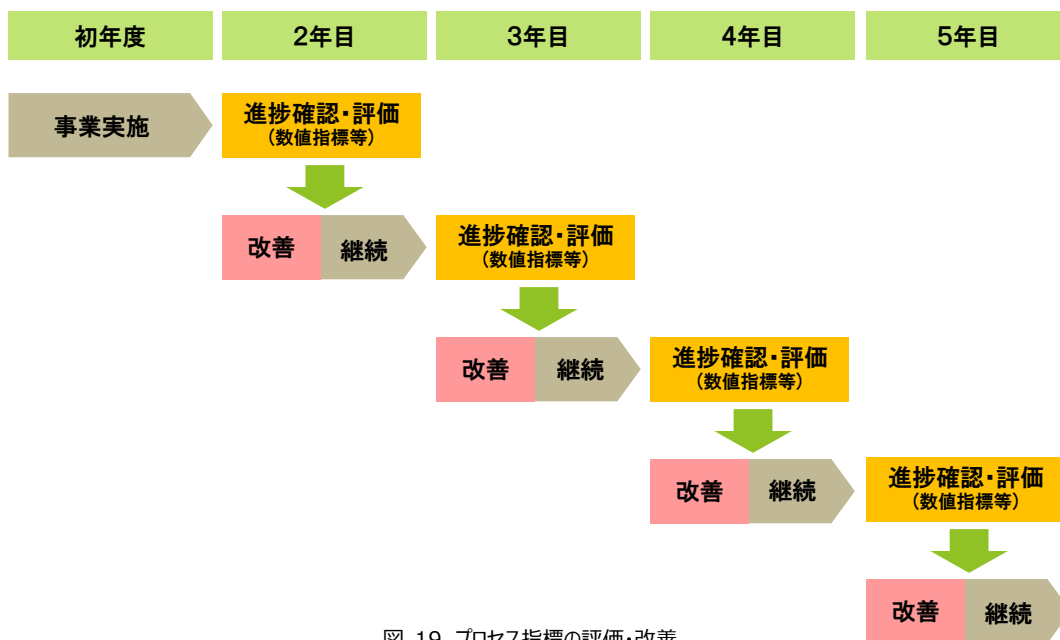 初年度
2年目
3年目
4年目
5年目
事業実施
進捗確認・評価
（数値指標等）
改善
継続
進捗確認・評価
（数値指標等）
改善
継続
進捗確認・評価
（数値指標等）
改善
継続
進捗確認・評価
（数値指標等）
改善
継続
図 19 プロセス指標の評価・改善